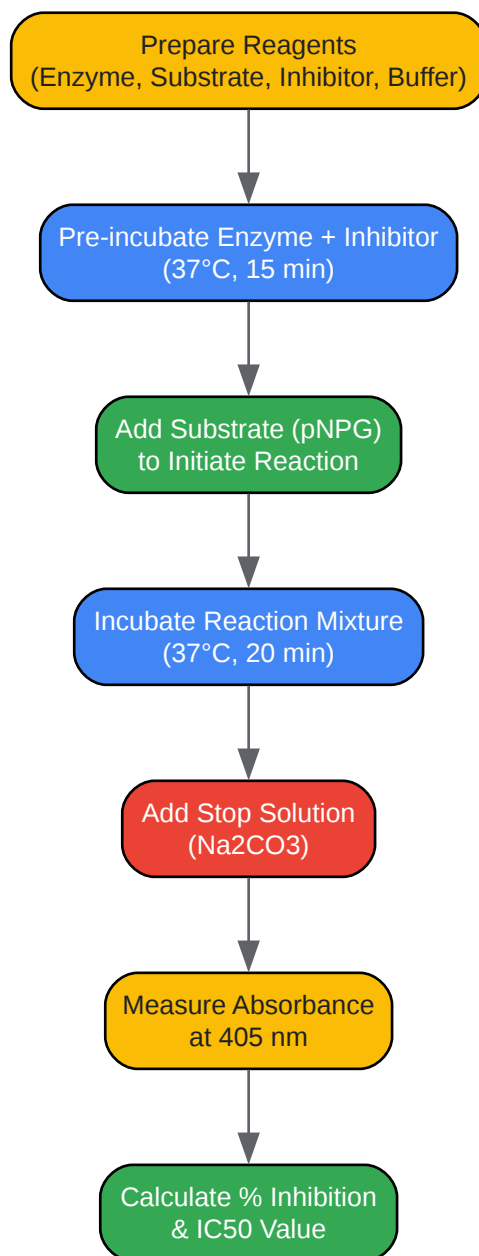 Prepare Reagents
(Enzyme, Substrate, Inhibitor, Buffer)
Pre-incubate Enzyme + Inhibitor
(37°C, 15 min)
Add Substrate (pNPG)
to Initiate Reaction
Incubate Reaction Mixture
(37°C, 20 min)
Add Stop Solution
(Na2CO3)
Measure Absorbance
at 405 nm
Calculate % Inhibition
& IC50 Value